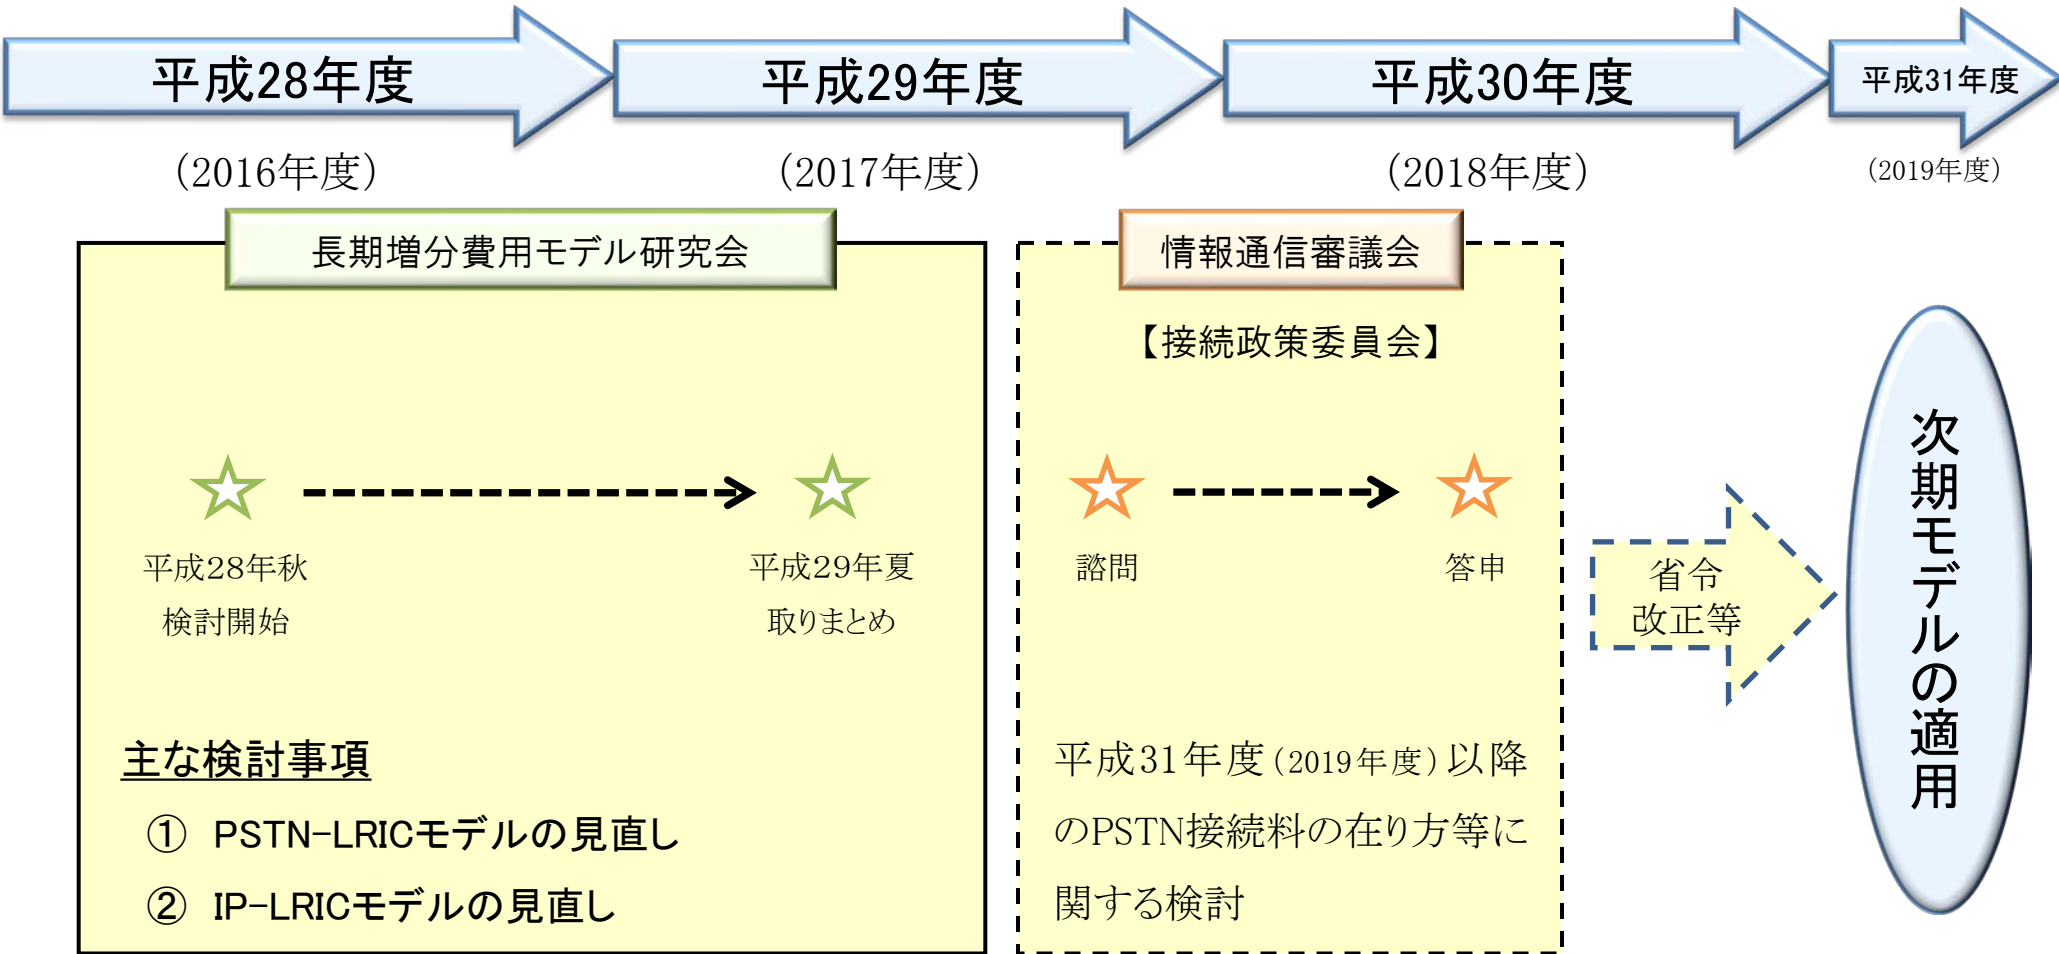 平成28年度
平成29年度
平成30年度
平成31年度
（2016年度）
（2017年度）
（2018年度）
（2019年度）
長期増分費用モデル研究会
平成28年秋
検討開始
平成29年夏
取りまとめ
主な検討事項
① PSTN-LRICモデルの見直し
② IP-LRICモデルの見直し
情報通信審議会
【接続政策委員会】
諮問
答申
平成31年度（2019年度）以降
のPSTN接続料の在り方等に
関する検討
省令
改正等
次期モデルの適用